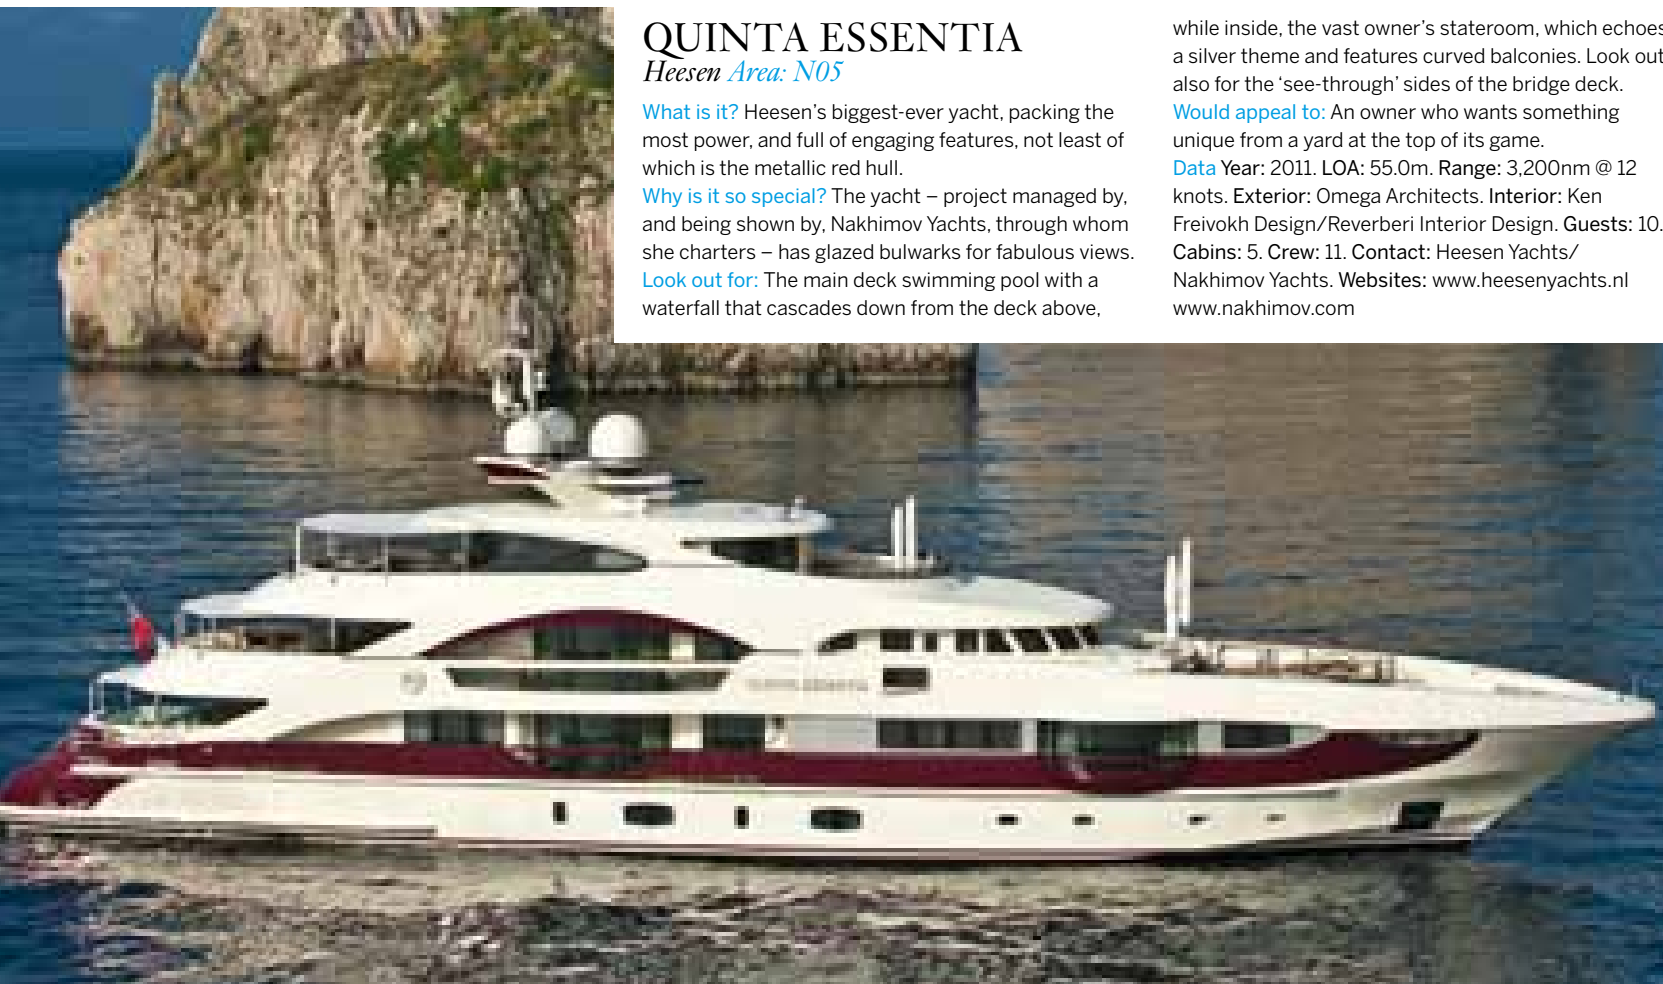 QUINTA ESSENTIA
Heesen Area: N05
What is it? Heesen's biggest-ever yacht, packing the
most power, and full of engaging features, not least of
which is the metallic red hull.
Why is it so special? The yacht – project managed by,
and being shown by, Nakhimov Yachts, through whom
she charters – has glazed bulwarks for fabulous views.
Look out for: The main deck swimming pool with a
waterfall that cascades down from the deck above,
while inside, the vast owner's stateroom, which echoes
a silver theme and features curved balconies. Look out
also for the 'see-through' sides of the bridge deck.
Would appeal to: An owner who wants something
unique from a yard at the top of its game.
Data Year: 2011. LOA: 55.0m. Range: 3,200nm @ 12
knots. Exterior: Omega Architects. Interior: Ken
Freivokh Design/Reverberi Interior Design. Guests: 10.
Cabins: 5. Crew: 11. Contact: Heesen Yachts/
Nakhimov Yachts. Websites: www.heesenyachts.nl
www.nakhimov.com